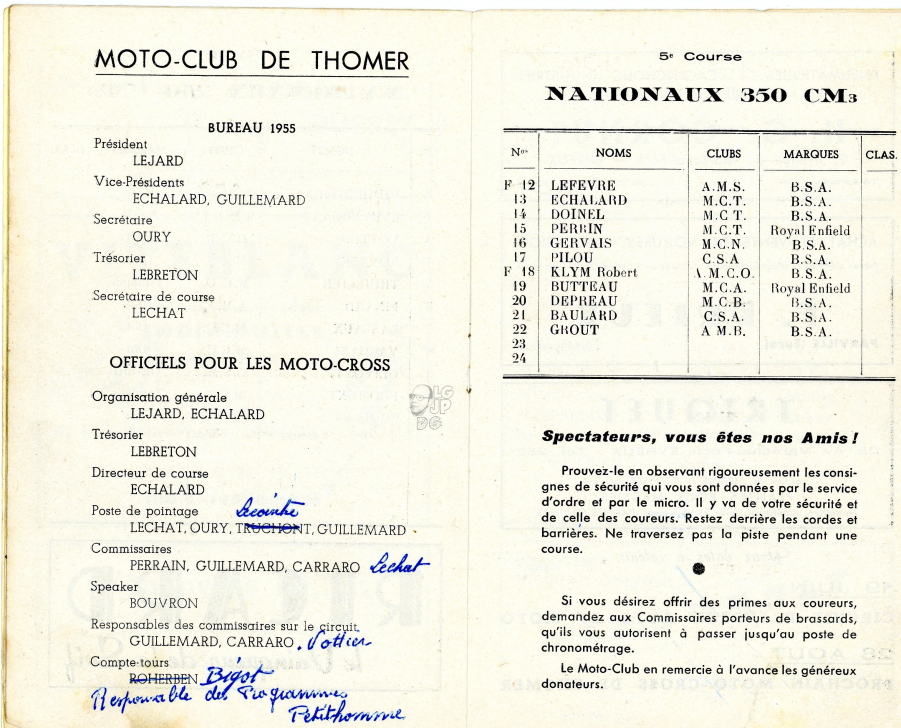 MOTO-CLUB DE THOMER
BUREAU 1955
Président
LEJARD
Vice-Présidents
ECHALARD, GUILLEMARD
Secrétaire
OURY
Trésorier
LEBRETON
Secrétaire de course
LECHAT
OFFICIELS POUR LES MOTO-CROSS
Organisation générale
LEJARD, ECHALARD
Trésorier
LEBRETON
Directeur de course
ECHALARD
Poste de pointage Lecointe
LECHAT, OURY, TRUCHONT, GUILLEMARD
Commissaires
PERRAIN, GUILLEMARD, CARRARO Lechat
Speaker
BOUVRON
Responsables des commissaires sur le circuit.
GUILLEMARD, CARRARO. Vottier
Compte-tours
ROHERBEN Bigot
Responsable des Programmes
Petithomme
LG
JP
DG
5e Course
NATIONAUX 350 CM3
Nos NOMS CLUBS MARQUES CLAS.
F 12 LEFEVRE A.M.S. B.S.A.
13 ECHALARD M.C.T. B.S.A.
14 DOINEL M.C T. B.S.A.
15 PERRIN M.C.T. Royal Enfield
16 GERVAIS M.C.N. B.S.A.
17 PILOU C.S.A B.S.A.
F 18 KLYM Robert A.M.C.O. B.S.A.
19 BUTTEAU M.C.A. Royal Enfield
20 DEPREAU M.C.B. B.S.A.
21 BAULARD C.S.A. B.S.A.
22 GROUT A M.B. B.S.A.
23
24
Spectateurs, vous êtes nos Amis !
Prouvez-le en observant rigoureusement les consi-
gnes de sécurité qui vous sont données par le service
d'ordre et par le micro. Il y va de votre sécurité et
de celle des coureurs. Restez derrière les cordes et
barrières. Ne traversez pas la piste pendant une
course.
Si vous désirez offrir des primes aux coureurs,
demandez aux Commissaires porteurs de brassards,
qu'ils vous autorisent à passer jusqu'au poste de
chronométrage.
Le Moto-Club en remercie à l'avance les généreux
donateurs.